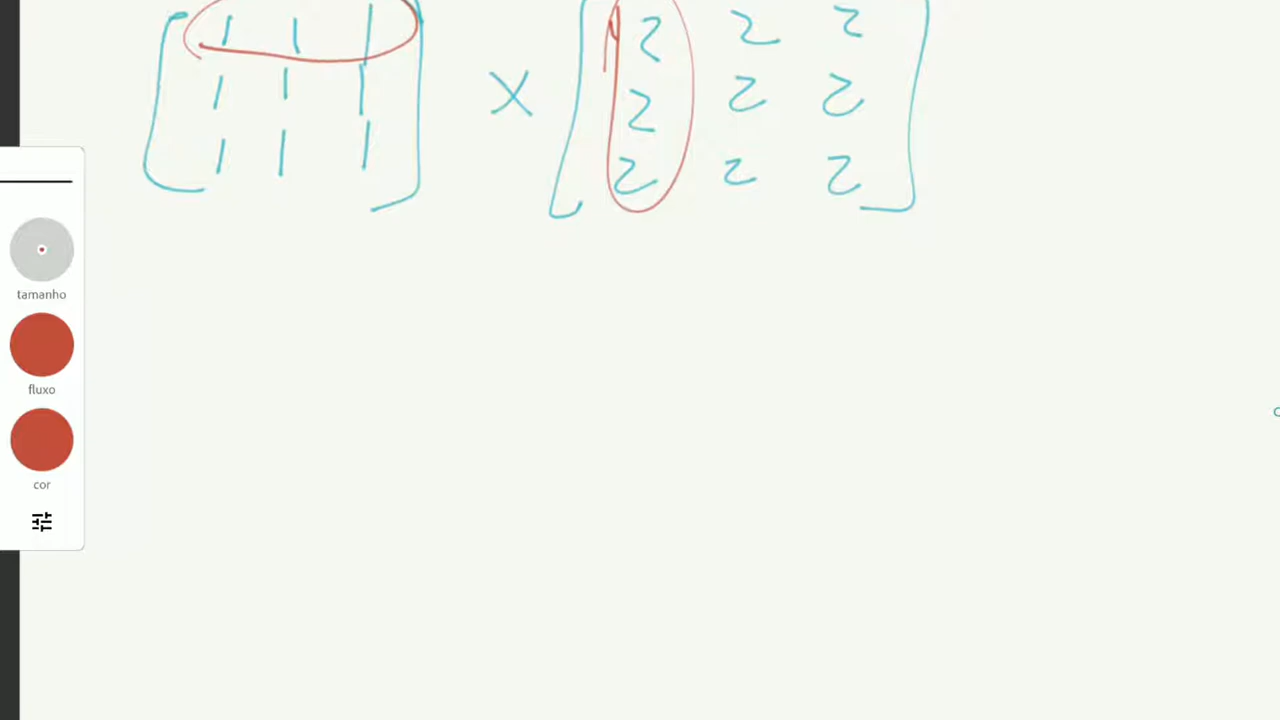 1 1 1 2 2 2
1 1 1 X 2 2 2
1 1 1 2 2 2
tamanho
fluxo
cor